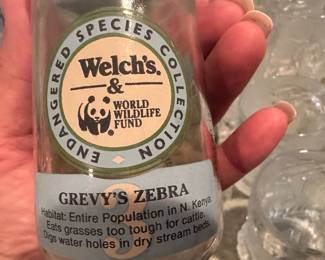 ENDANGERED SPECIES COLLECTION
Welch's.
&
WORLD
WILDLIFE
FUND
GREVY'S ZEBRA
3
Habitat: Entire Population in N. Kenya.
Eats grasses too tough for cattle.
Digs water holes in dry stream beds.